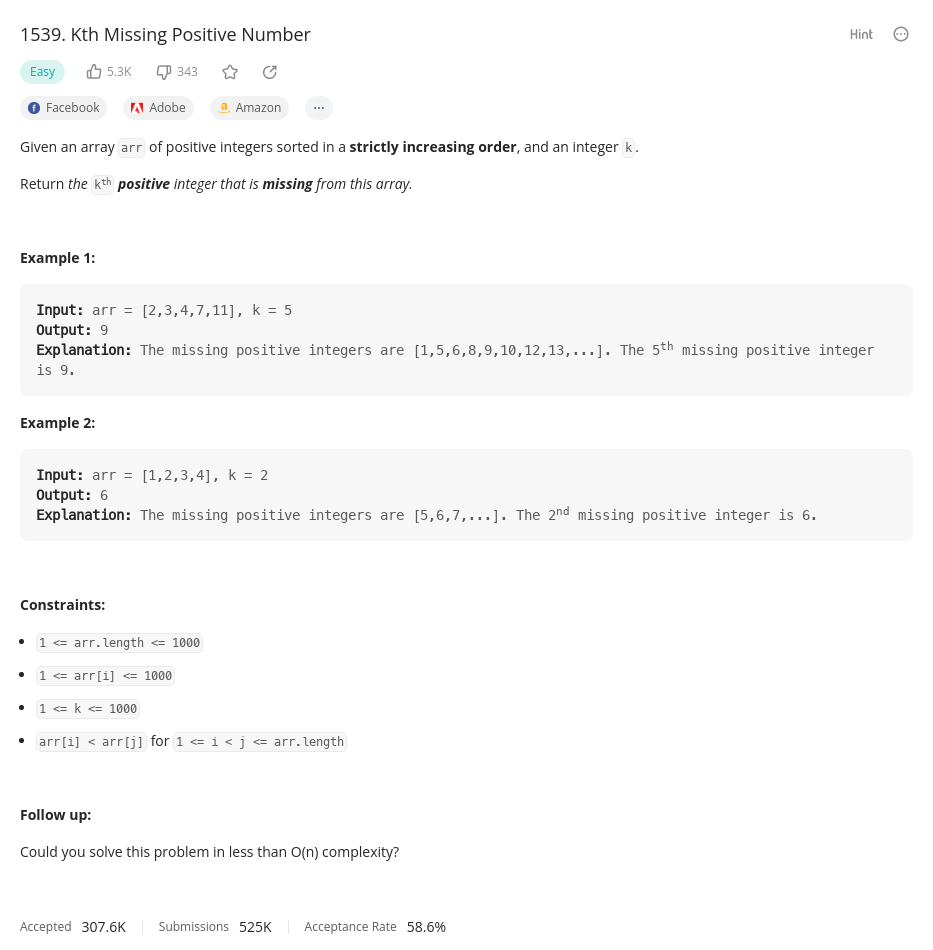 1539. Kth Missing Positive Number
Hint
Easy 5.3K 343
Facebook Adobe Amazon ...
Given an array arr of positive integers sorted in a strictly increasing order, and an integer k.
Return the kth positive integer that is missing from this array.
Example 1:
Input: arr = [2,3,4,7,11], k = 5
Output: 9
Explanation: The missing positive integers are [1,5,6,8,9,10,12,13,...]. The 5th missing positive integer
is 9.
Example 2:
Input: arr = [1,2,3,4], k = 2
Output: 6
Explanation: The missing positive integers are [5,6,7,...]. The 2nd missing positive integer is 6.
Constraints:
• 1 <= arr.length <= 1000
• 1 <= arr[i] <= 1000
• 1 <= k <= 1000
• arr[i] < arr[j] for 1 <= i < j <= arr.length
Follow up:
Could you solve this problem in less than O(n) complexity?
Accepted 307.6K Submissions 525K Acceptance Rate 58.6%